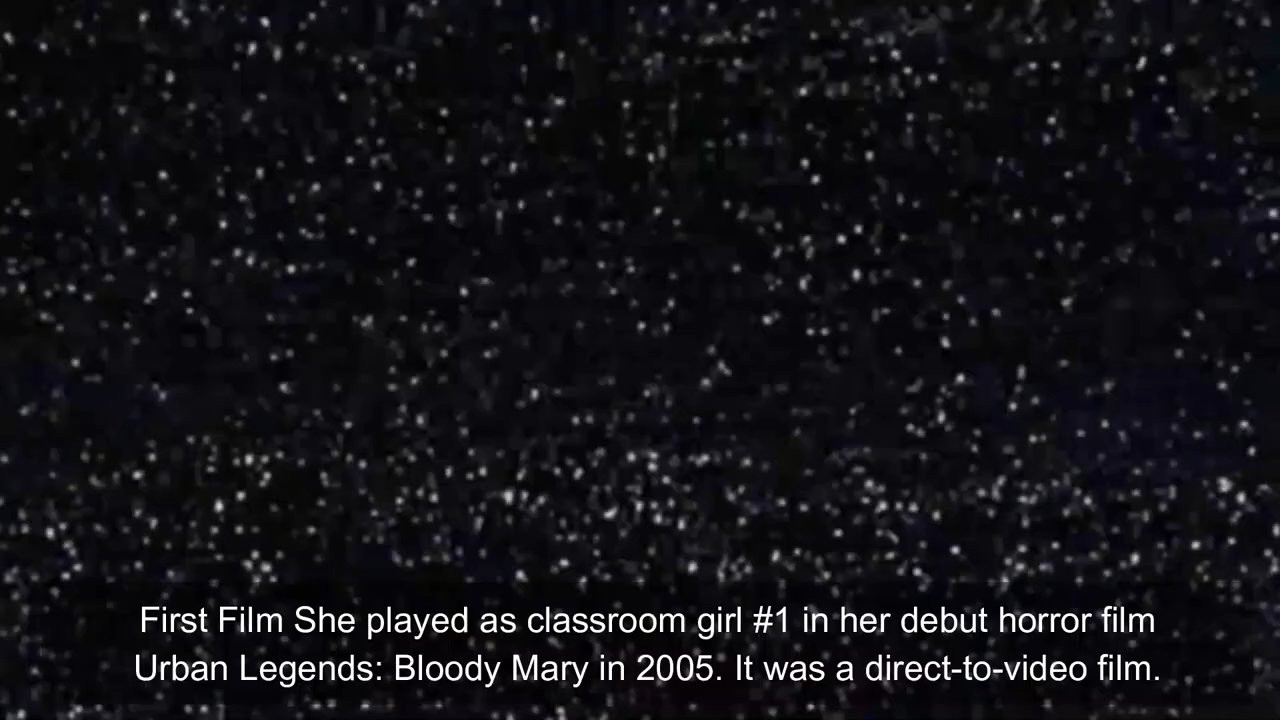 First Film She played as classroom girl #1 in her debut horror film
Urban Legends: Bloody Mary in 2005. It was a direct-to-video film.